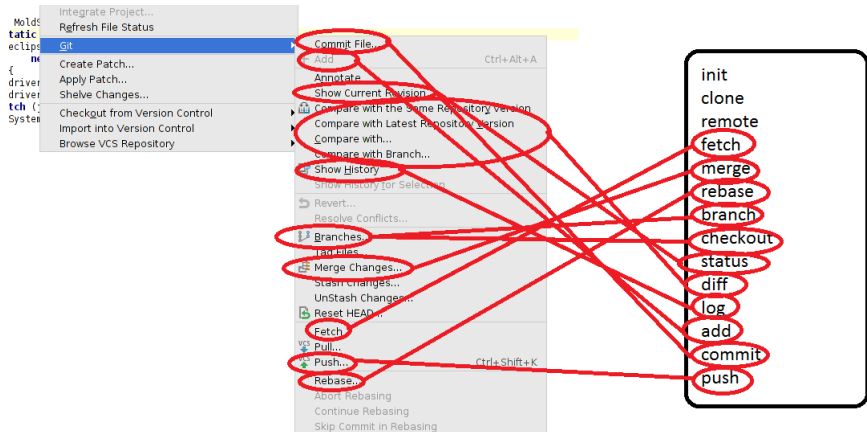 Integrate Project...
Refresh File Status
Git
Create Patch...
Apply Patch...
Shelve Changes...
Checkout from Version Control
Import into Version Control
Browse VCS Repository
tatic
eclips
{
driver
driver
tch (
System
Commit File...
Add Ctrl+Alt+A
Annotate
Show Current Revision
Compare with the Same Repository Version
Compare with Latest Repository Version
Compare with...
Compare with Branch...
Show History
Show History for Selection
Revert...
Resolve Conflicts...
Branches...
Tag Files...
Merge Changes...
Stash Changes...
UnStash Changes...
Reset HEAD...
Fetch
VCS Pull...
VCS Push... Ctrl+Shift+K
Rebase...
Abort Rebasing
Continue Rebasing
Skip Commit in Rebasing
init
clone
remote
fetch
merge
rebase
branch
checkout
status
diff
log
add
commit
push